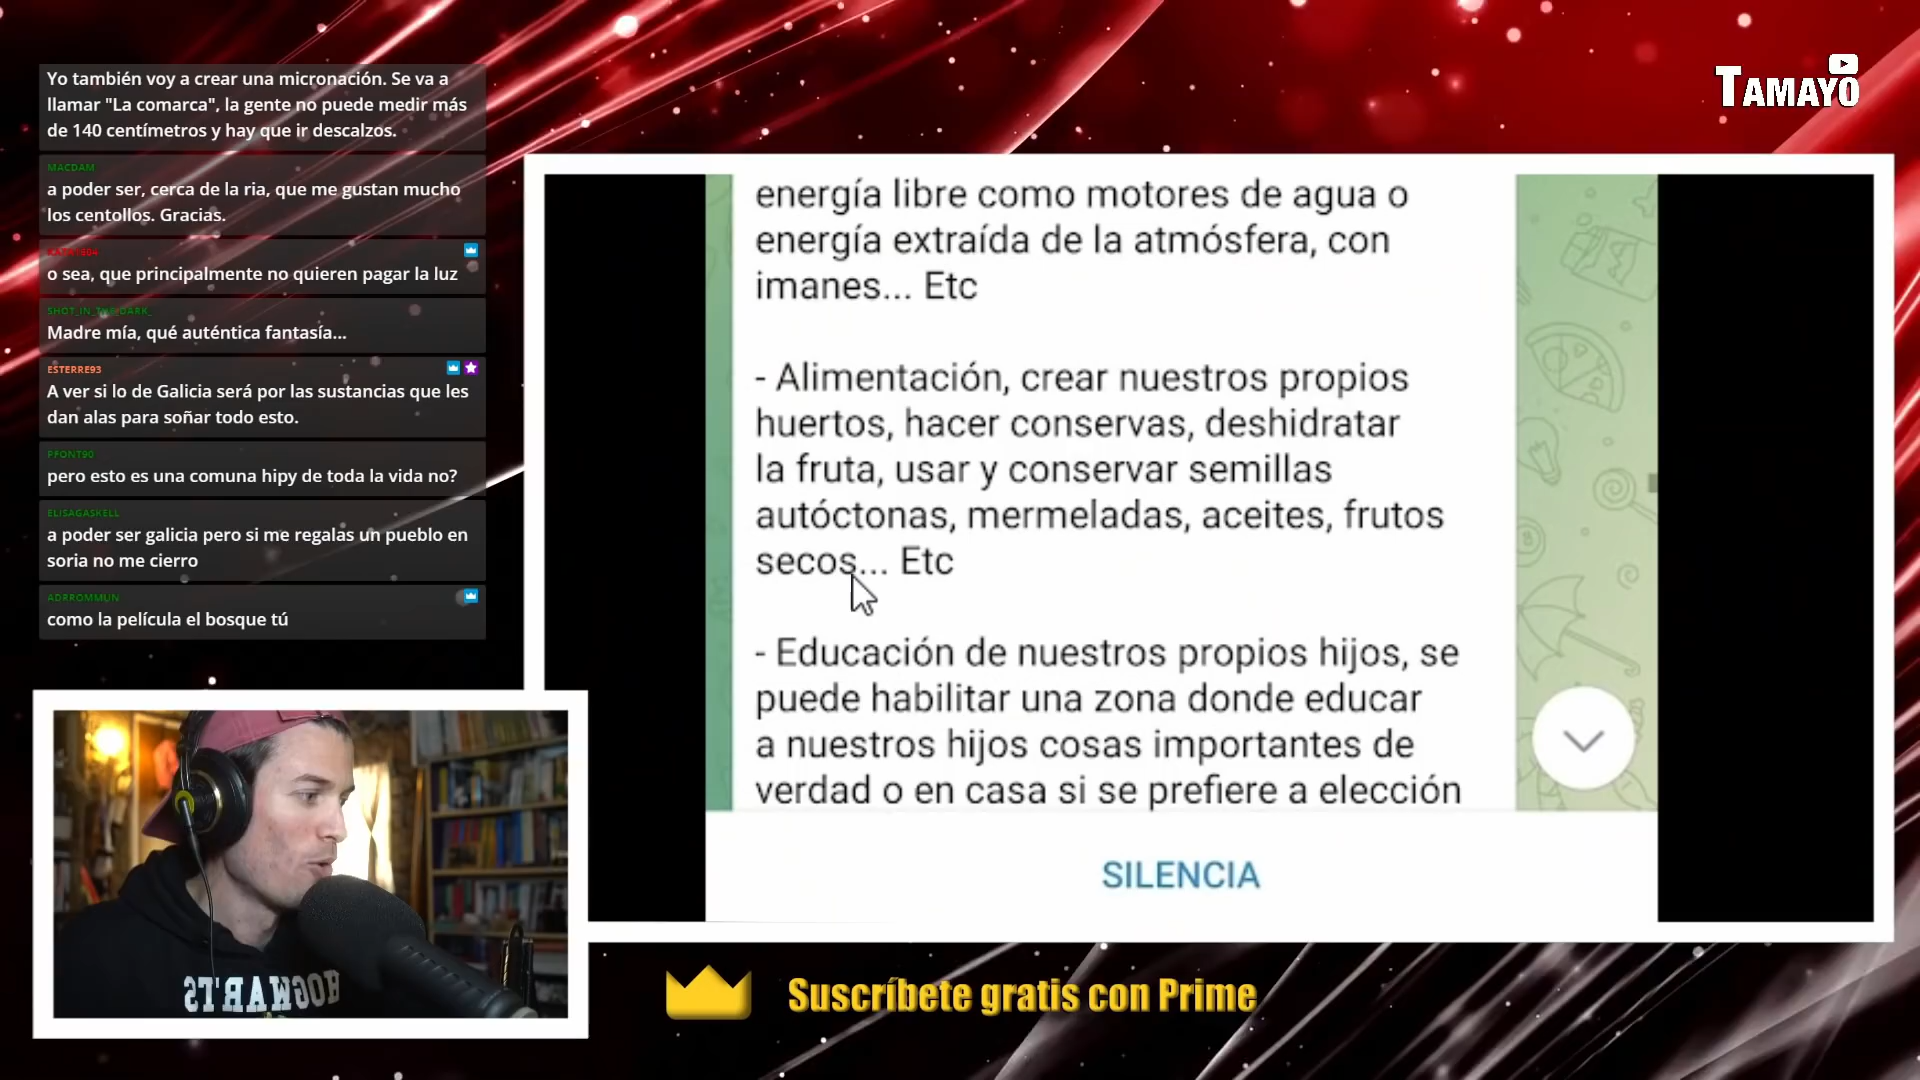 Yo también voy a crear una micronación. Se va a
llamar "La comarca", la gente no puede medir más
de 140 centímetros y hay que ir descalzos.
MACDAM
a poder ser, cerca de la ria, que me gustan mucho
los centollos. Gracias.
o sea, que principalmente no quieren pagar la luz
SHOT_IN_THE_DARK_
Madre mía, qué auténtica fantasía...
ESTERRE93
A ver si lo de Galicia será por las sustancias que les
dan alas para soñar todo esto.
PFONT90
pero esto es una comuna hipy de toda la vida no?
ELISAGASKELL
a poder ser galicia pero si me regalas un pueblo en
soria no me cierro
ADRROMMUN
como la película el bosque tú
TAMAYO
energía libre como motores de agua o
energía extraída de la atmósfera, con
imanes... Etc
- Alimentación, crear nuestros propios
huertos, hacer conservas, deshidratar
la fruta, usar y conservar semillas
autóctonas, mermeladas, aceites, frutos
secos... Etc
- Educación de nuestros propios hijos, se
puede habilitar una zona donde educar
a nuestros hijos cosas importantes de
verdad o en casa si se prefiere a elección
SILENCIA
HOGWARTS
Suscríbete gratis con Prime